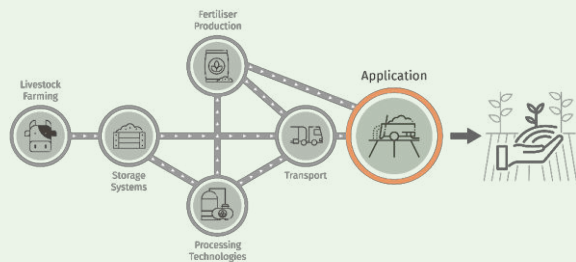 Fertiliser
Production
Application
Livestock
Farming
Storage
Systems
Transport
Processing
Technologies